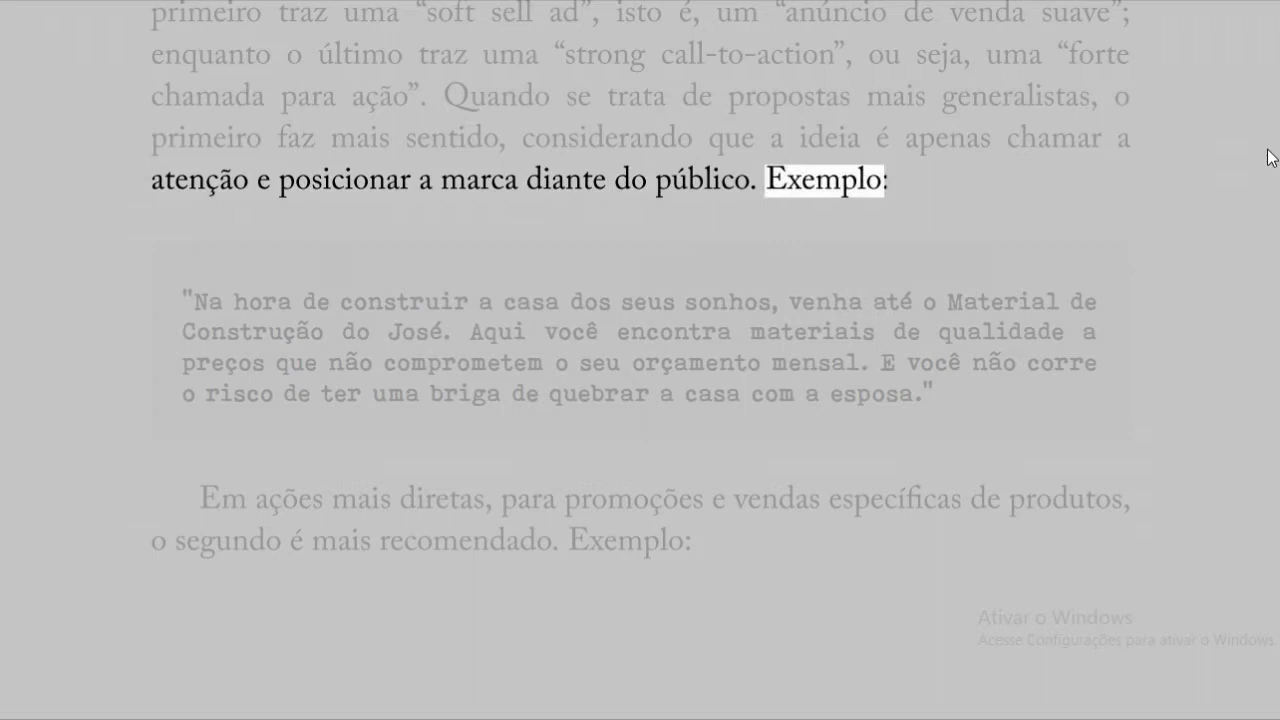 primeiro traz uma “soft sell ad”, isto é, um “anúncio de venda suave”;
enquanto o último traz uma “strong call-to-action”, ou seja, uma “forte
chamada para ação”. Quando se trata de propostas mais generalistas, o
primeiro faz mais sentido, considerando que a ideia é apenas chamar a
atenção e posicionar a marca diante do público. Exemplo:
"Na hora de construir a casa dos seus sonhos, venha até o Material de
Construção do José. Aqui você encontra materiais de qualidade a
preços que não comprometem o seu orçamento mensal. E você não corre
o risco de ter uma briga de quebrar a casa com a esposa."
Em ações mais diretas, para promoções e vendas específicas de produtos,
o segundo é mais recomendado. Exemplo:
Ativar o Windows
Acesse Configurações para ativar o Windows.